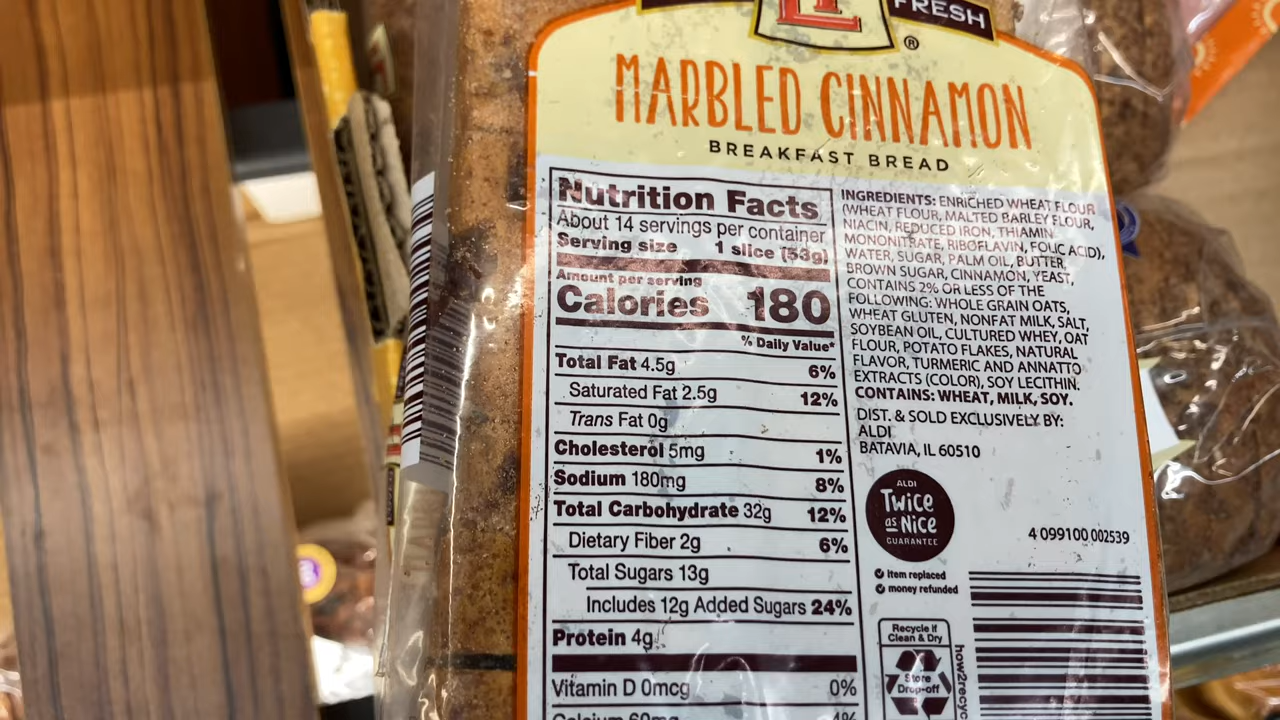 FRESH
®
MARBLED CINNAMON
BREAKFAST BREAD
Nutrition Facts
About 14 servings per container
Serving size 1 slice (53g)
Amount per serving
Calories 180
% Daily Value*
Total Fat 4.5g 6%
Saturated Fat 2.5g 12%
Trans Fat 0g
Cholesterol 5mg 1%
Sodium 180mg 8%
Total Carbohydrate 32g 12%
Dietary Fiber 2g 6%
Total Sugars 13g
Includes 12g Added Sugars 24%
Protein 4g
Vitamin D 0mcg 0%
Calcium 60mg 4%
INGREDIENTS: ENRICHED WHEAT FLOUR
(WHEAT FLOUR, MALTED BARLEY FLOUR,
NIACIN, REDUCED IRON, THIAMIN
MONONITRATE, RIBOFLAVIN, FOLIC ACID),
WATER, SUGAR, PALM OIL, BUTTER,
BROWN SUGAR, CINNAMON, YEAST,
CONTAINS 2% OR LESS OF THE
FOLLOWING: WHOLE GRAIN OATS,
WHEAT GLUTEN, NONFAT MILK, SALT,
SOYBEAN OIL, CULTURED WHEY, OAT
FLOUR, POTATO FLAKES, NATURAL
FLAVOR, TURMERIC AND ANNATTO
EXTRACTS (COLOR), SOY LECITHIN.
CONTAINS: WHEAT, MILK, SOY.
DIST. & SOLD EXCLUSIVELY BY:
ALDI
BATAVIA, IL 60510
ALDI
Twice
as Nice
GUARANTEE
Item replaced
money refunded
4 099100 002539
Recycle if
Clean & Dry
Store
Drop-off
how2recyc